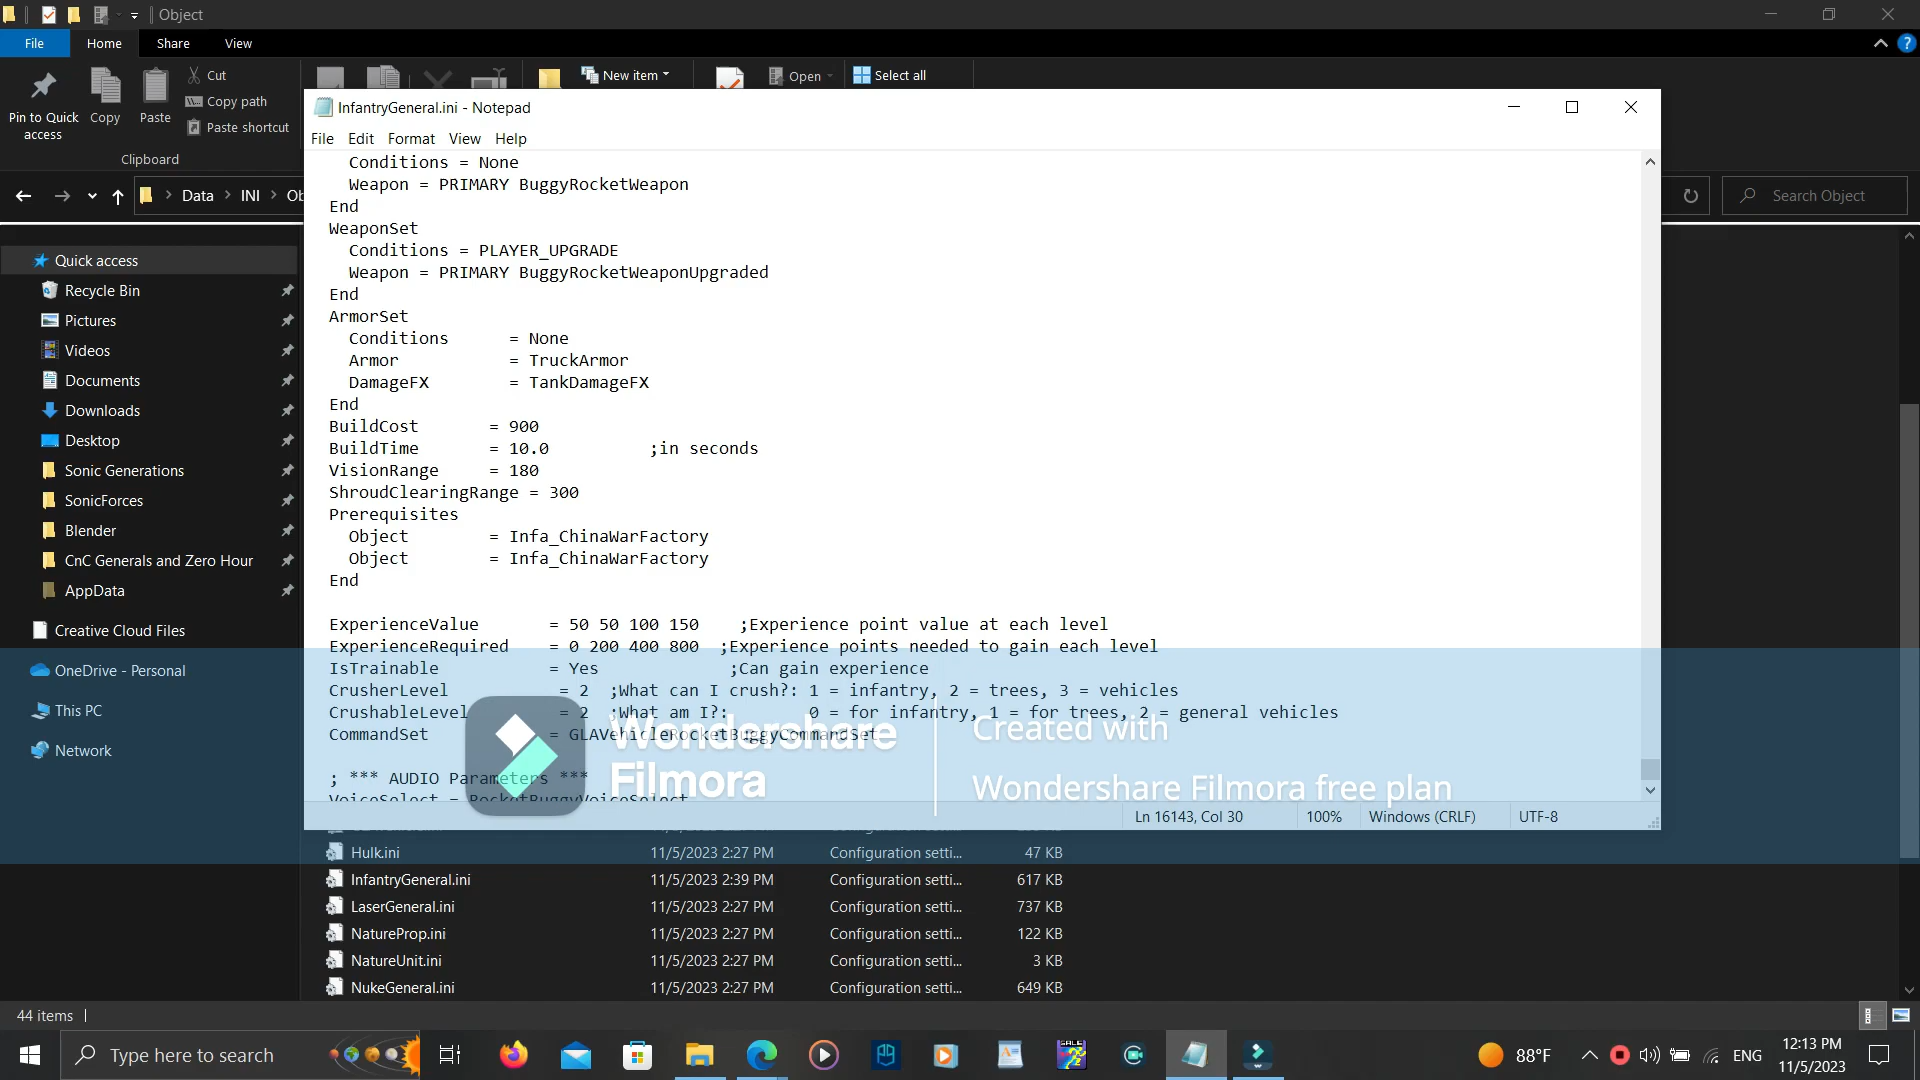 Object
File
Home
Share
View
Pin to Quick access
Copy
Paste
Cut
Copy path
Paste shortcut
Clipboard
New item
Open
Select all
Data
INI
Search Object
InfantryGeneral.ini - Notepad
File Edit Format View Help
Conditions = None
Weapon = PRIMARY BuggyRocketWeapon
End
WeaponSet
Conditions = PLAYER_UPGRADE
Weapon = PRIMARY BuggyRocketWeaponUpgraded
End
ArmorSet
Conditions = None
Armor = TruckArmor
DamageFX = TankDamageFX
End
BuildCost = 900
BuildTime = 10.0 ;in seconds
VisionRange = 180
ShroudClearingRange = 300
Prerequisites
Object = Infa_ChinaWarFactory
Object = Infa_ChinaWarFactory
End
ExperienceValue = 50 50 100 150 ;Experience point value at each level
ExperienceRequired = 0 200 400 800 ;Experience points needed to gain each level
IsTrainable = Yes ;Can gain experience
CrusherLevel = 2 ;What can I crush?: 1 = infantry, 2 = trees, 3 = vehicles
CrushableLevel = 2 ;What am I?: 0 = for infantry, 1 = for trees, 2 = general vehicles
CommandSet = GLAVehicleRocketBuggyCommandSet
; *** AUDIO Parameters ***
VoiceSelect = RocketBuggyVoiceSelect
Wondershare
Filmora
Created with
Wondershare Filmora free plan
Ln 16143, Col 30
100%
Windows (CRLF)
UTF-8
Quick access
Recycle Bin
Pictures
Videos
Documents
Downloads
Desktop
Sonic Generations
SonicForces
Blender
CnC Generals and Zero Hour
AppData
Creative Cloud Files
OneDrive - Personal
This PC
Network
Hulk.ini 11/5/2023 2:27 PM Configuration setti... 47 KB
InfantryGeneral.ini 11/5/2023 2:39 PM Configuration setti... 617 KB
LaserGeneral.ini 11/5/2023 2:27 PM Configuration setti... 737 KB
NatureProp.ini 11/5/2023 2:27 PM Configuration setti... 122 KB
NatureUnit.ini 11/5/2023 2:27 PM Configuration setti... 3 KB
NukeGeneral.ini 11/5/2023 2:27 PM Configuration setti... 649 KB
44 items
Type here to search
88°F
ENG
12:13 PM
11/5/2023